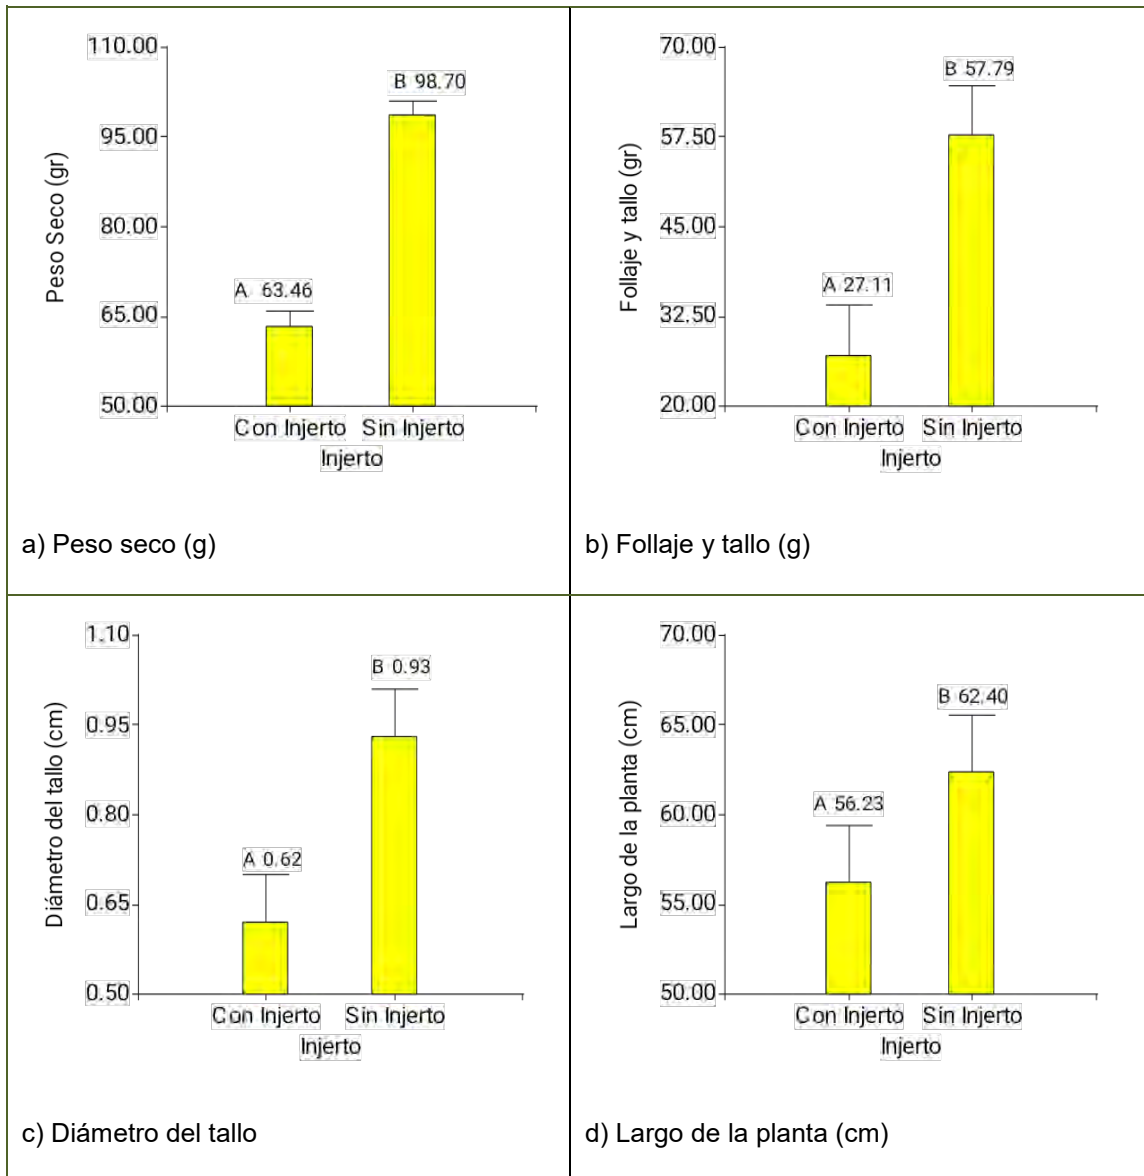 110.00
B 98.70
95.00
80.00
A 63.46
65.00
50.00
Peso Seco (gr)
Con Injerto Sin Injerto
Injerto
a) Peso seco (g)
70.00
B 57.79
57.50
45.00
A 27.11
32.50
20.00
Follaje y tallo (gr)
Con Injerto Sin Injerto
Injerto
b) Follaje y tallo (g)
1.10
B 0.93
0.95
0.80
A 0.62
0.65
0.50
Diámetro del tallo (cm)
Con Injerto Sin Injerto
Injerto
c) Diámetro del tallo
70.00
B 62.40
65.00
A 56.23
60.00
55.00
50.00
Largo de la planta (cm)
Con Injerto Sin Injerto
Injerto
d) Largo de la planta (cm)